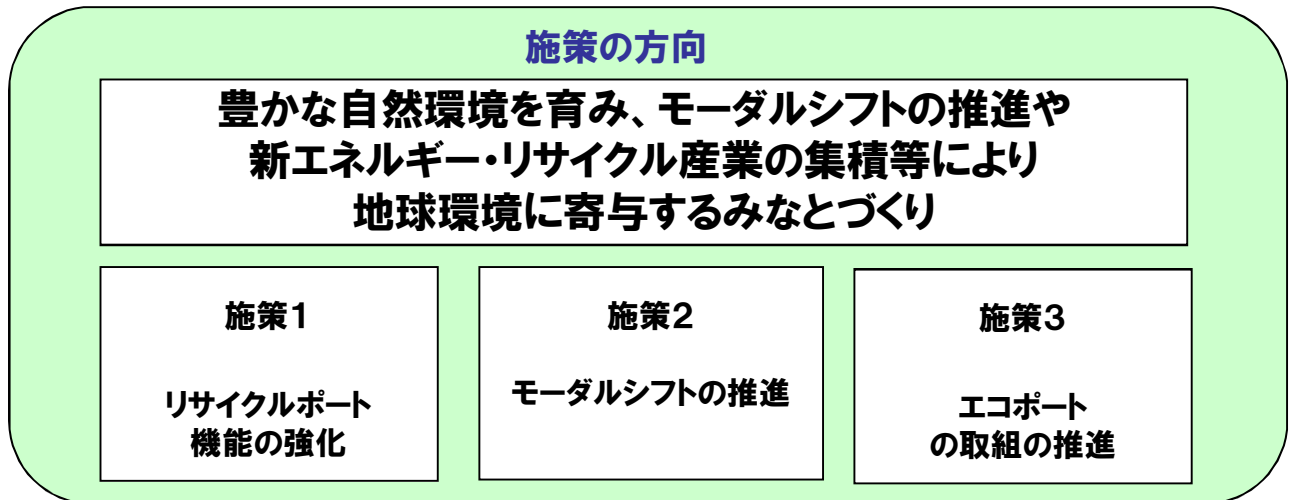 施策の方向
豊かな自然環境を育み、モーダルシフトの推進や
新エネルギー・リサイクル産業の集積等により
地球環境に寄与するみなとづくり
施策1
リサイクルポート
機能の強化
施策2
モーダルシフトの推進
施策3
エコポート
の取組の推進